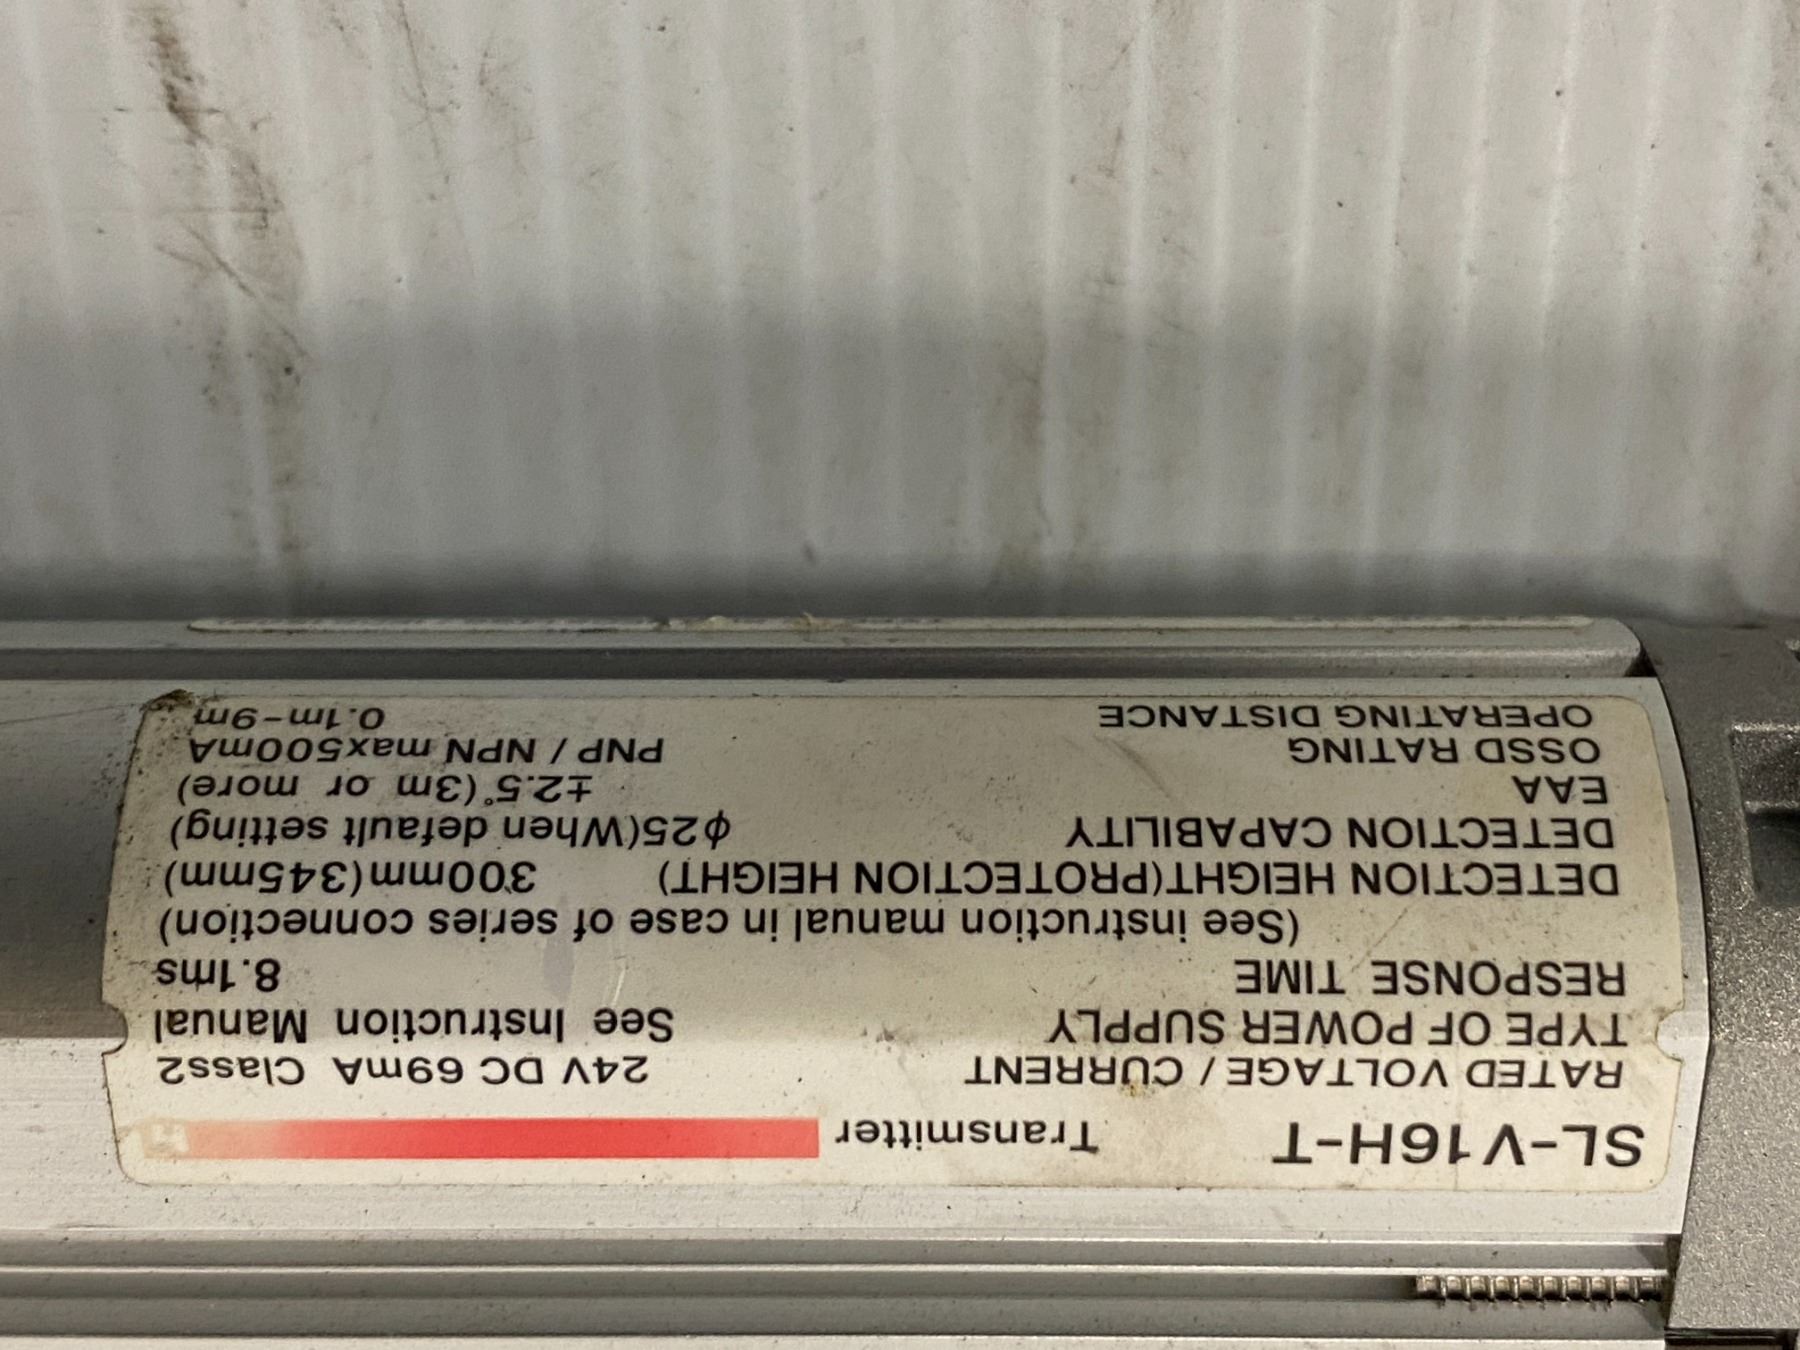 SL-V16H-T Transmitter
RATED VOLTAGE / CURRENT 24V DC 69mA Class2
TYPE OF POWER SUPPLY See Instruction Manual
RESPONSE TIME 8.1ms
(See instruction manual in case of series connection)
DETECTION HEIGHT(PROTECTION HEIGHT) 300mm(345mm)
DETECTION CAPABILITY ϕ25(When default setting)
EAA ±2.5°(3m or more)
OSSD RATING PNP / NPN max500mA
OPERATING DISTANCE 0.1m-9m